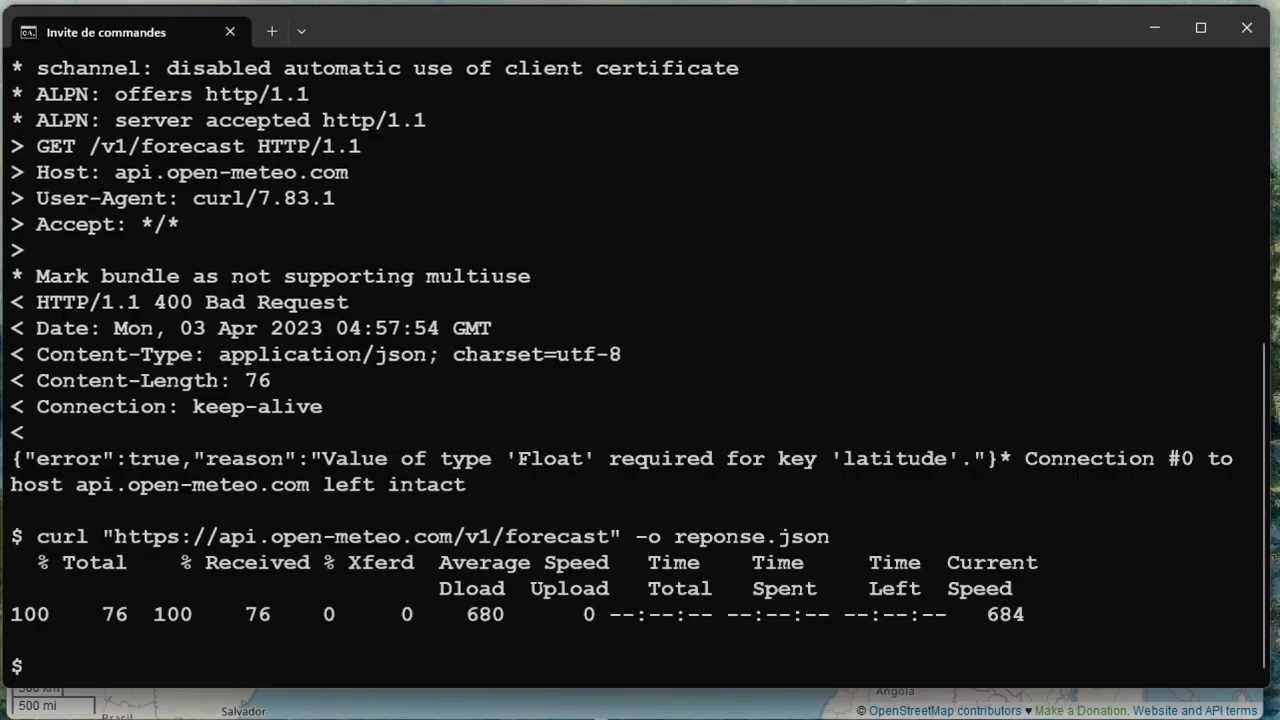 Invite de commandes
* schannel: disabled automatic use of client certificate
* ALPN: offers http/1.1
* ALPN: server accepted http/1.1
> GET /v1/forecast HTTP/1.1
> Host: api.open-meteo.com
> User-Agent: curl/7.83.1
> Accept: */*
>
* Mark bundle as not supporting multiuse
< HTTP/1.1 400 Bad Request
< Date: Mon, 03 Apr 2023 04:57:54 GMT
< Content-Type: application/json; charset=utf-8
< Content-Length: 76
< Connection: keep-alive
<
{"error":true,"reason":"Value of type 'Float' required for key 'latitude'."}* Connection #0 to
host api.open-meteo.com left intact
$ curl "https://api.open-meteo.com/v1/forecast" -o reponse.json
% Total % Received % Xferd Average Speed Time Time Time Current
Dload Upload Total Spent Left Speed
100 76 100 76 0 0 680 0 --:--:-- --:--:-- --:--:-- 684
$
500 km
500 mi
Brasil
Salvador
Angola
© OpenStreetMap contributors ♥ Make a Donation. Website and API terms